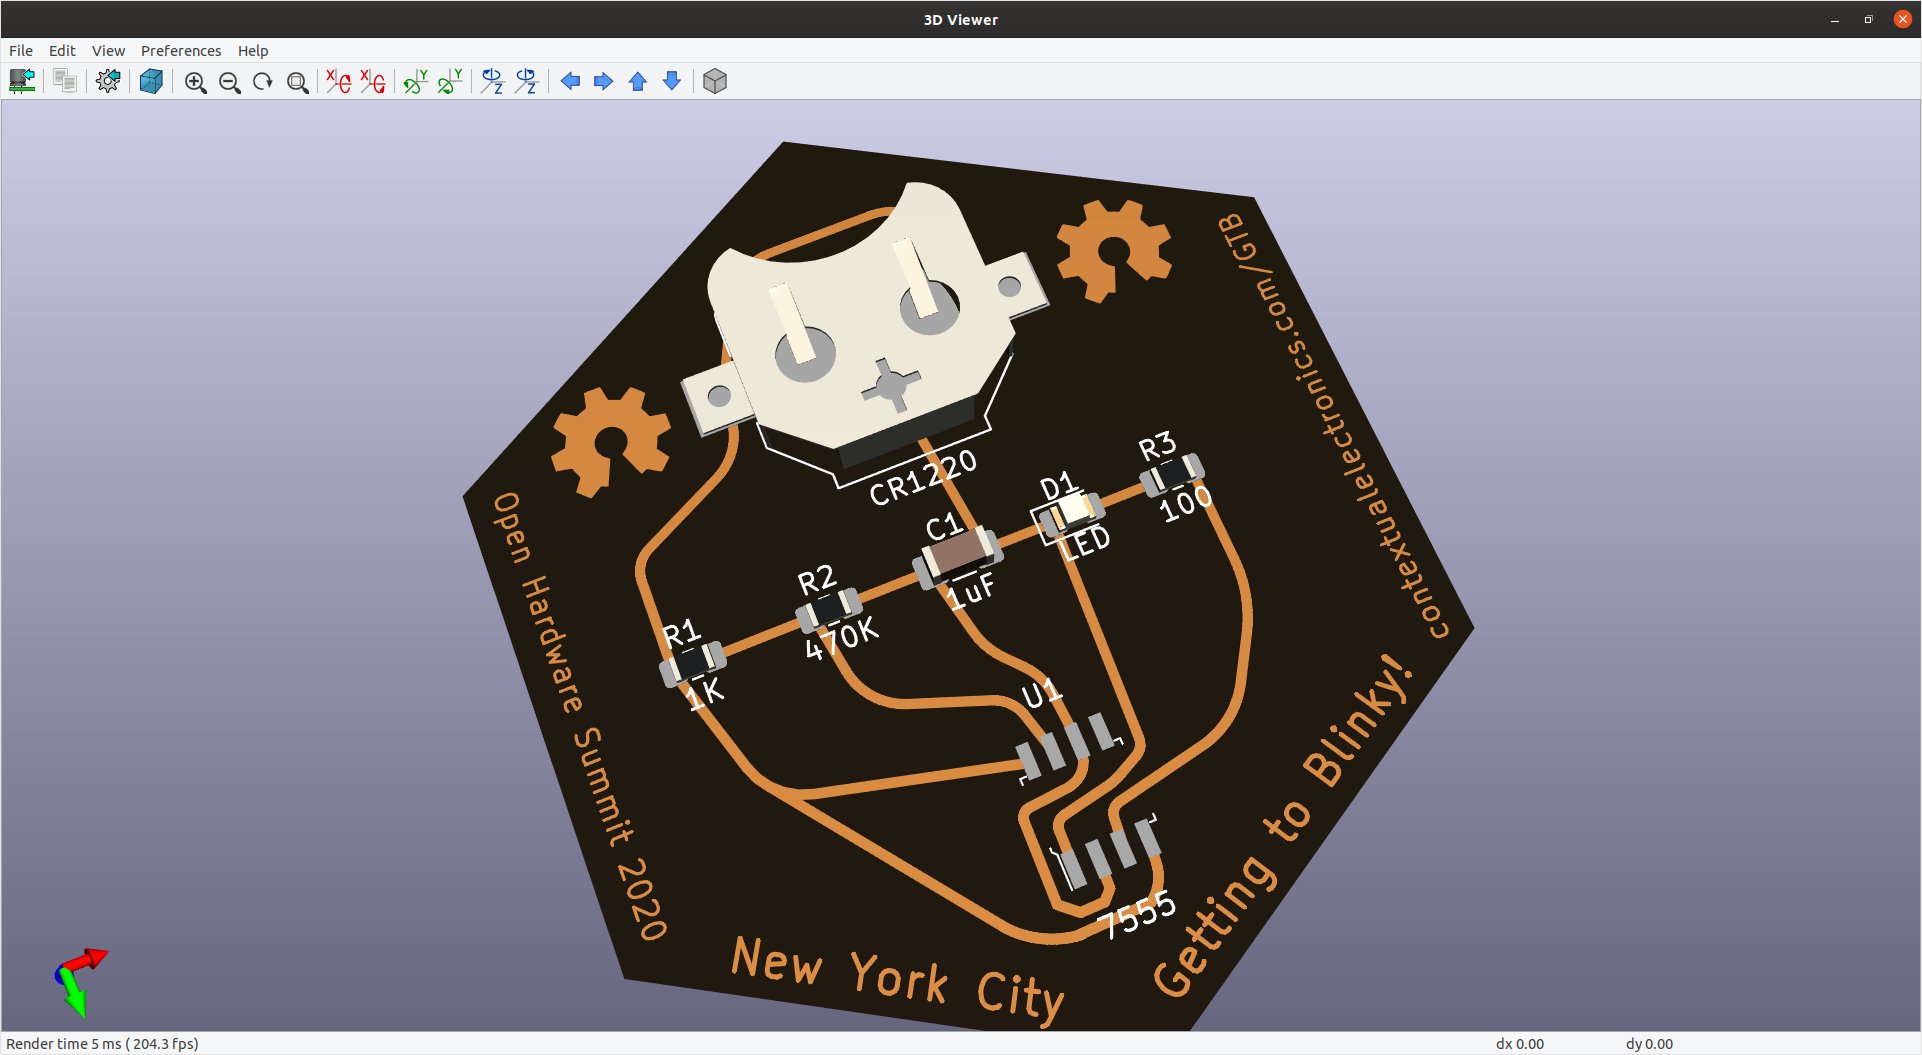 3D Viewer
File Edit View Preferences Help
contextualelectronics.com/GTB
CR1220
R3
100
D1
LED
C1
1uF
R2
470K
R1
1K
U1
7555
Open Hardware Summit 2020
New York City
Getting to Blinky!
Render time 5 ms ( 204.3 fps)
dx 0.00
dy 0.00